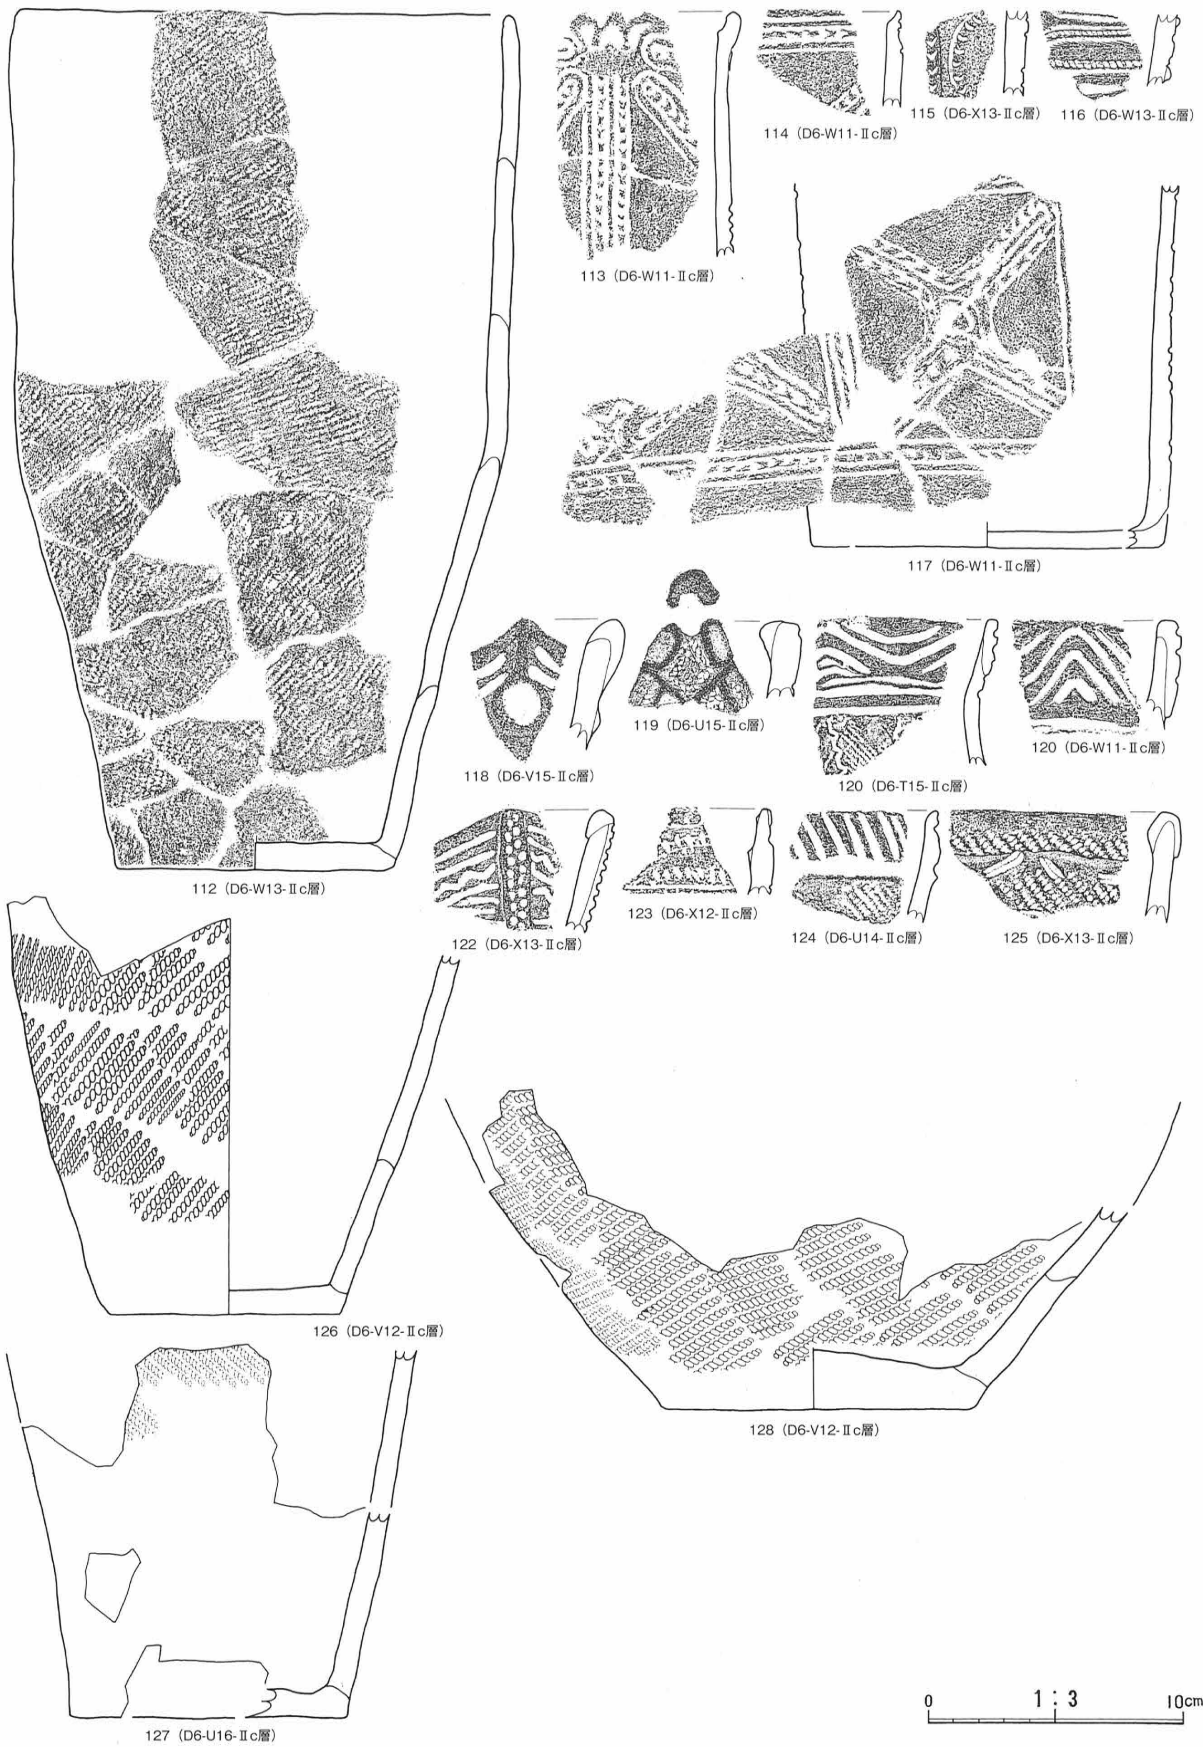 113（D6-W11-Ⅱc層）
114（D6-W11-Ⅱc層）
115（D6-X13-Ⅱc層）
116（D6-W13-Ⅱc層）
117（D6-W11-Ⅱc層）
118（D6-V15-Ⅱc層）
119（D6-U15-Ⅱc層）
120（D6-T15-Ⅱc層）
120（D6-W11-Ⅱc層）
112（D6-W13-Ⅱc層）
122（D6-X13-Ⅱc層）
123（D6-X12-Ⅱc層）
124（D6-U14-Ⅱc層）
125（D6-X13-Ⅱc層）
126（D6-V12-Ⅱc層）
128（D6-V12-Ⅱc層）
127（D6-U16-Ⅱc層）
0 1：3 10cm